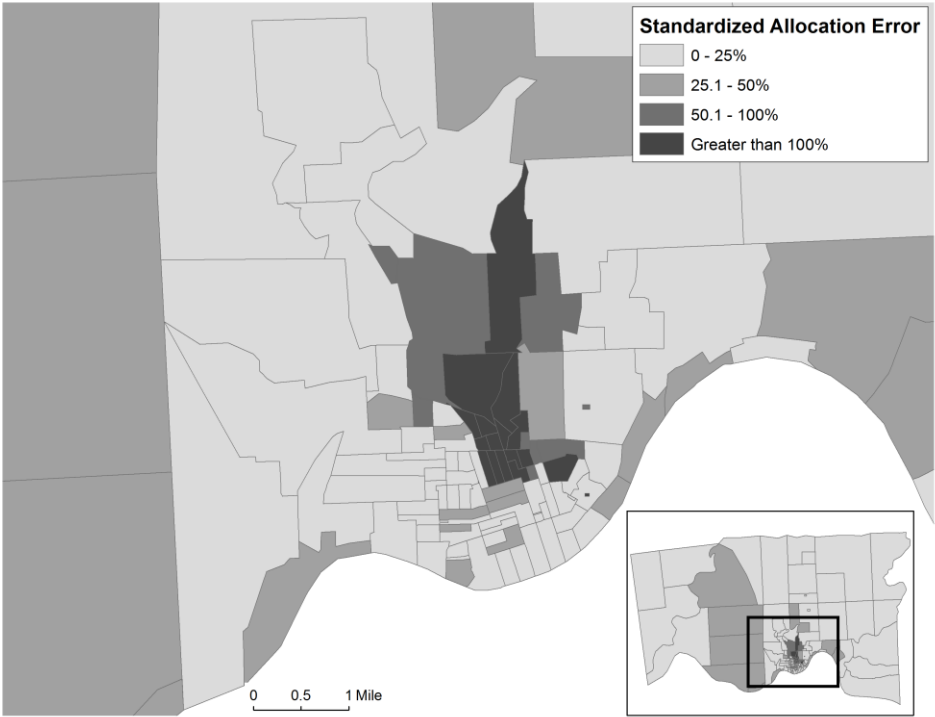 Standardized Allocation Error
0 - 25%
25.1 - 50%
50.1 - 100%
Greater than 100%
0 0.5 1 Mile